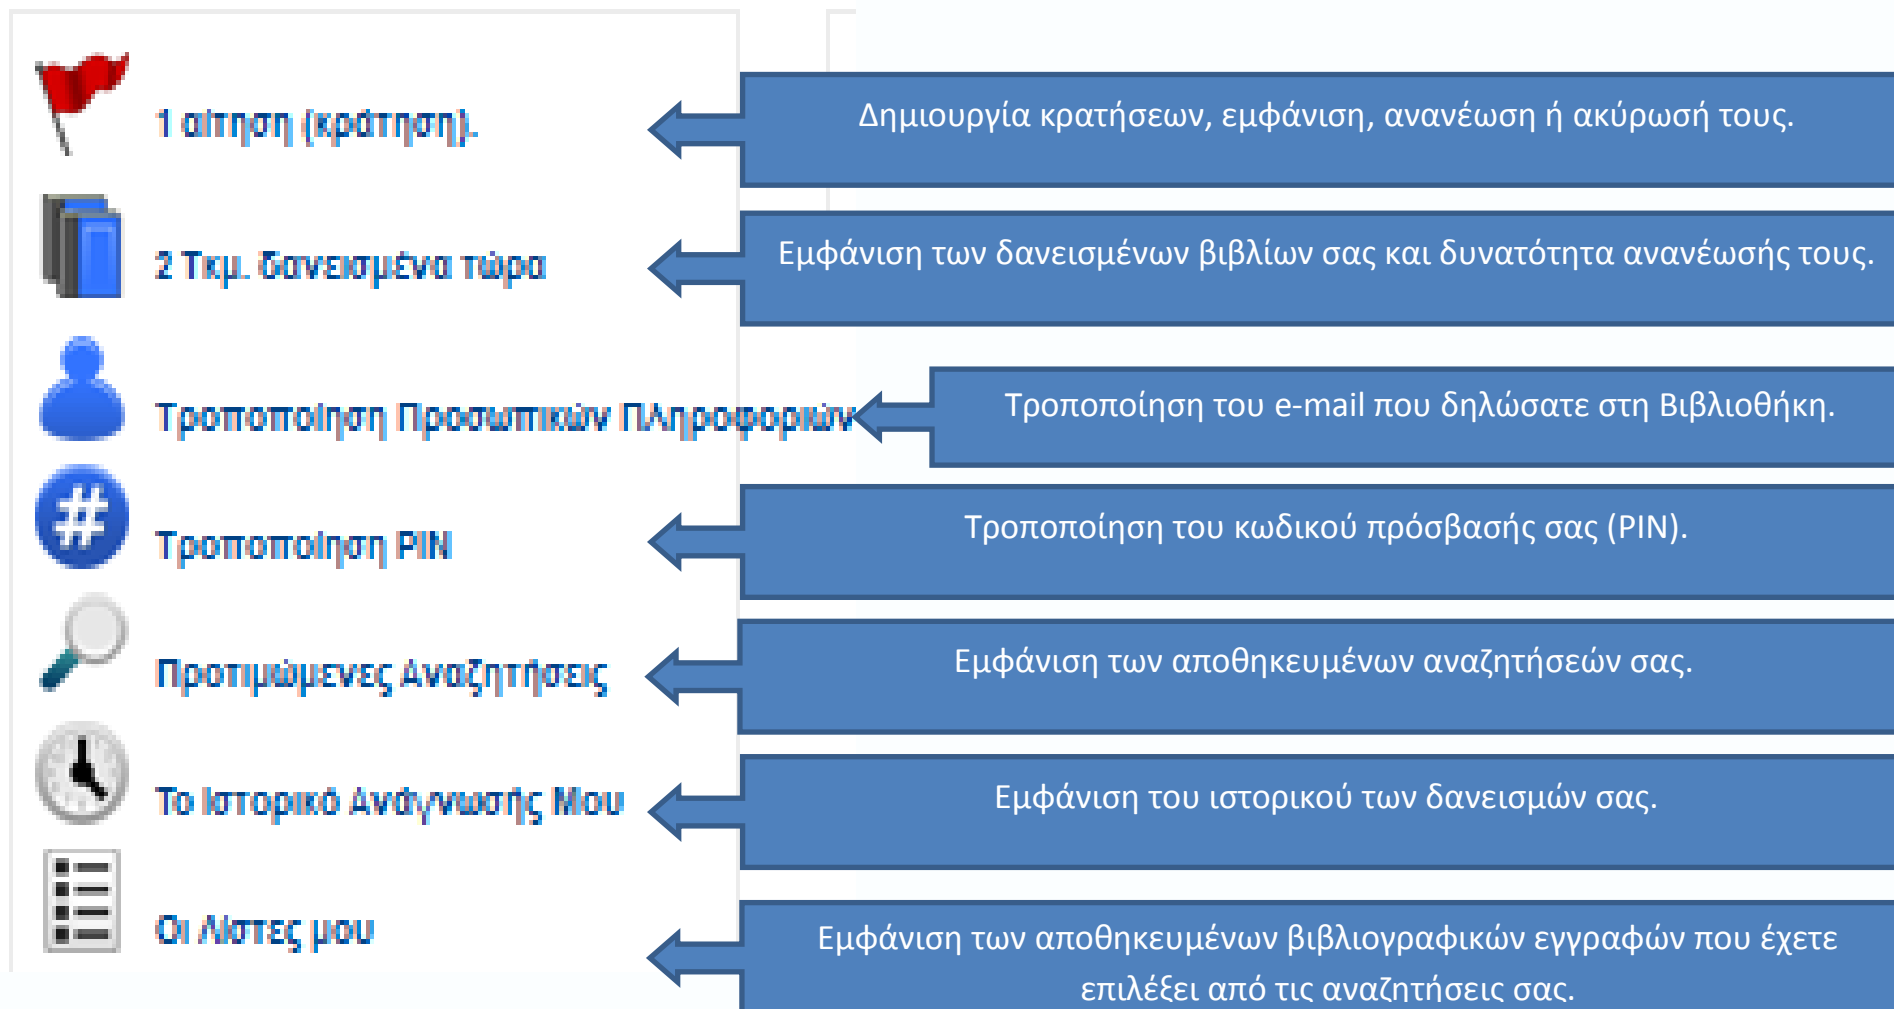 1 αίτηση (κράτηση).
Δημιουργία κρατήσεων, εμφάνιση, ανανέωση ή ακύρωσή τους.
2 Τκμ. δανεισμένα τώρα
Εμφάνιση των δανεισμένων βιβλίων σας και δυνατότητα ανανέωσής τους.
Τροποποίηση Προσωπικών Πληροφοριών
Τροποποίηση του e-mail που δηλώσατε στη Βιβλιοθήκη.
#
Τροποποίηση PIN
Τροποποίηση του κωδικού πρόσβασής σας (PIN).
Προτιμώμενες Αναζητήσεις
Εμφάνιση των αποθηκευμένων αναζητήσεών σας.
Το Ιστορικό Ανάγνωσής Μου
Εμφάνιση του ιστορικού των δανεισμών σας.
Οι Λίστες μου
Εμφάνιση των αποθηκευμένων βιβλιογραφικών εγγραφών που έχετε
επιλέξει από τις αναζητήσεις σας.